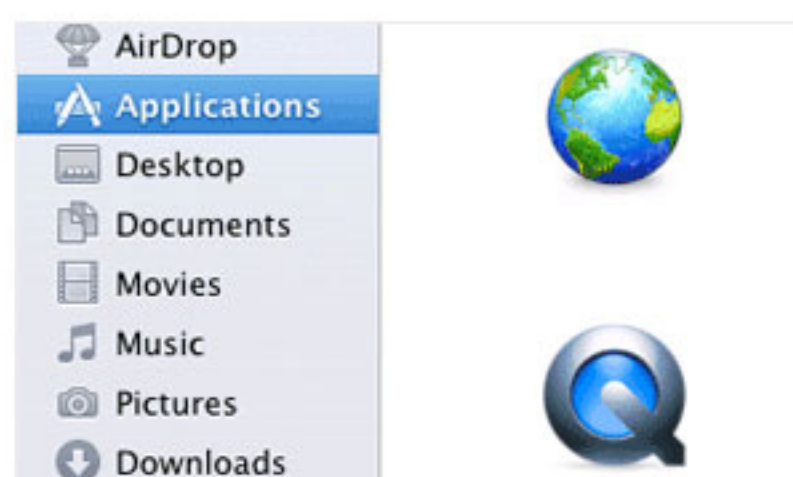 AirDrop
Applications
Desktop
Documents
Movies
Music
Pictures
Downloads